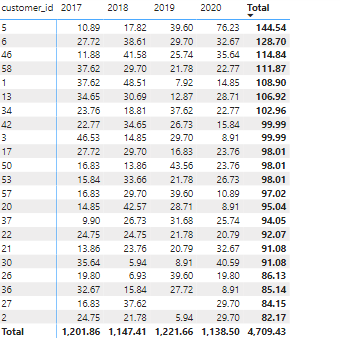 customer_id 2017 2018 2019 2020 Total
5 10.89 17.82 39.60 76.23 144.54
6 27.72 38.61 29.70 32.67 128.70
46 11.88 41.58 25.74 35.64 114.84
58 37.62 29.70 21.78 22.77 111.87
1 37.62 48.51 7.92 14.85 108.90
13 34.65 30.69 12.87 28.71 106.92
34 23.76 18.81 37.62 22.77 102.96
42 22.77 34.65 26.73 15.84 99.99
3 46.53 14.85 29.70 8.91 99.99
17 27.72 29.70 16.83 23.76 98.01
50 16.83 13.86 43.56 23.76 98.01
53 15.84 33.66 21.78 26.73 98.01
57 16.83 29.70 39.60 10.89 97.02
20 14.85 42.57 28.71 8.91 95.04
37 9.90 26.73 31.68 25.74 94.05
22 24.75 24.75 21.78 20.79 92.07
21 13.86 23.76 20.79 32.67 91.08
30 35.64 5.94 8.91 40.59 91.08
26 19.80 6.93 39.60 19.80 86.13
36 32.67 15.84 27.72 8.91 85.14
27 16.83 37.62 29.70 84.15
2 24.75 21.78 5.94 29.70 82.17
Total 1,201.86 1,147.41 1,221.66 1,138.50 4,709.43